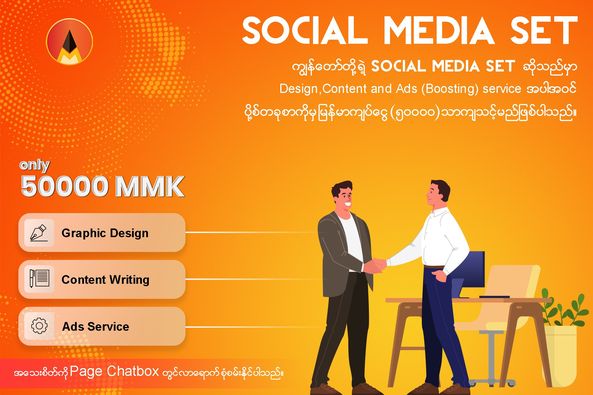 SOCIAL MEDIA SET
ကျွန်တော်တို့ရဲ့ SOCIAL MEDIA SET ဆိုသည်မှာ
Design,Content and Ads (Boosting) service အပါအဝင်
ပို့စ်တခုစာကိုမှမြန်မာကျပ်ငွေ (၅၀၀၀၀) သာကျသင့်မည်ဖြစ်ပါသည်။
only
50000 MMK
Graphic Design
Content Writing
Ads Service
အသေးစိတ်ကို Page Chatbox တွင်လာရောက်စုံစမ်းနိုင်ပါသည်။